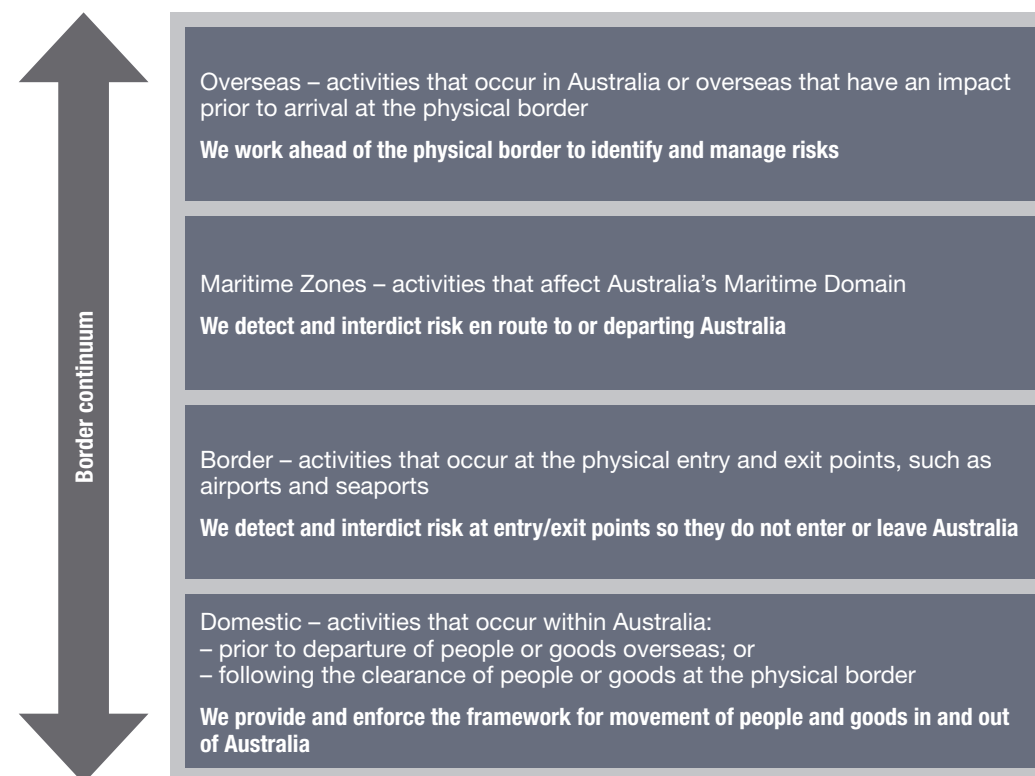 Border continuum
Overseas – activities that occur in Australia or overseas that have an impact
prior to arrival at the physical border
We work ahead of the physical border to identify and manage risks
Maritime Zones – activities that affect Australia's Maritime Domain
We detect and interdict risk en route to or departing Australia
Border – activities that occur at the physical entry and exit points, such as
airports and seaports
We detect and interdict risk at entry/exit points so they do not enter or leave Australia
Domestic – activities that occur within Australia:
– prior to departure of people or goods overseas; or
– following the clearance of people or goods at the physical border
We provide and enforce the framework for movement of people and goods in and out
of Australia